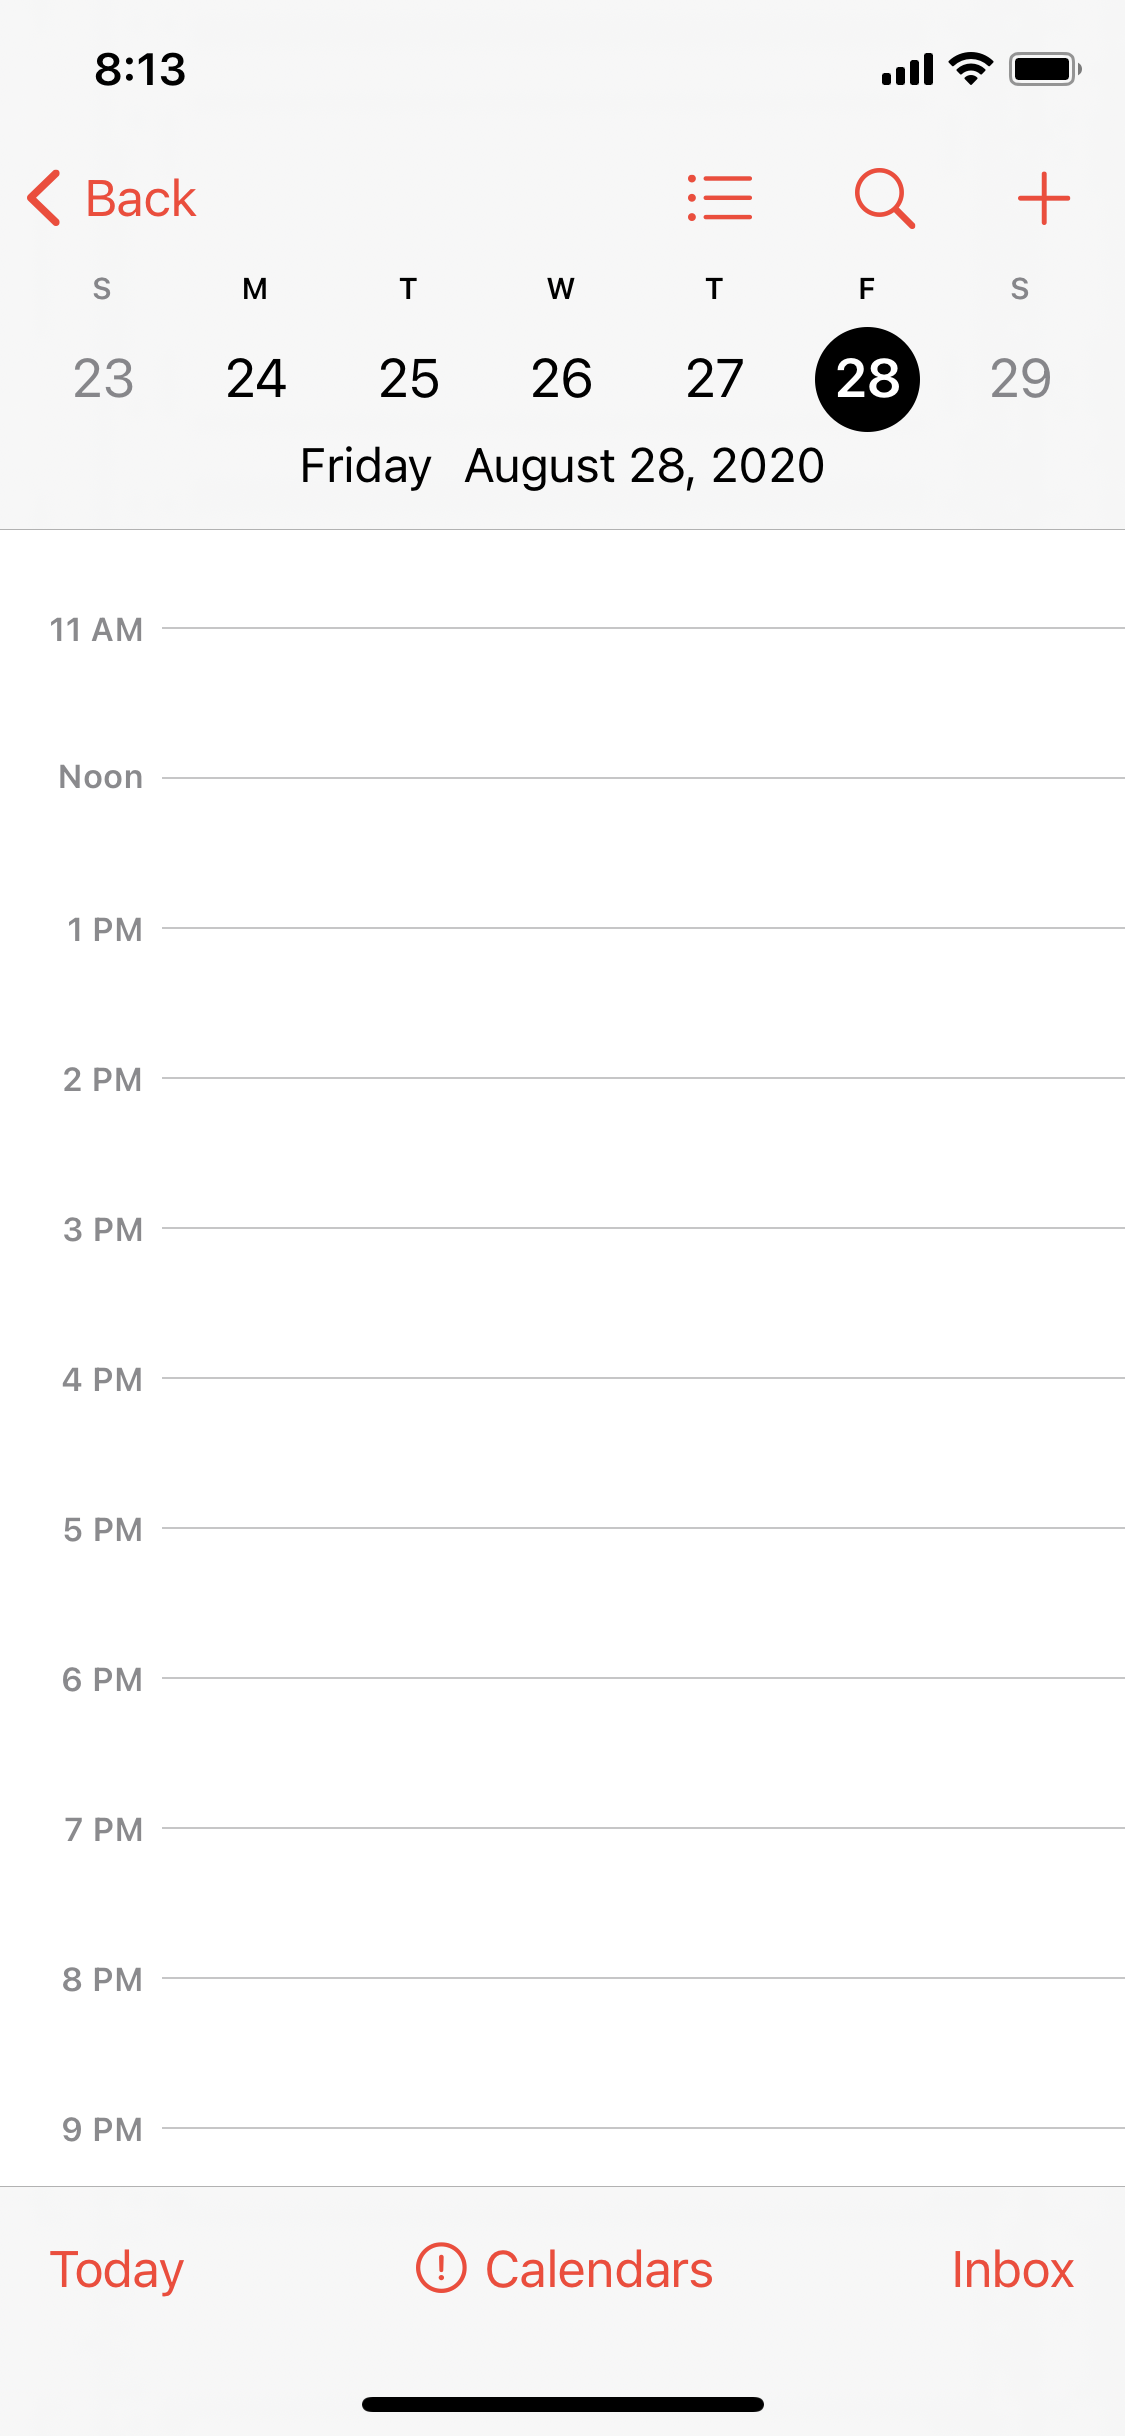 8:13
Back
S M T W T F S
23 24 25 26 27 28 29
Friday August 28, 2020
11 AM
Noon
1 PM
2 PM
3 PM
4 PM
5 PM
6 PM
7 PM
8 PM
9 PM
Today Calendars Inbox